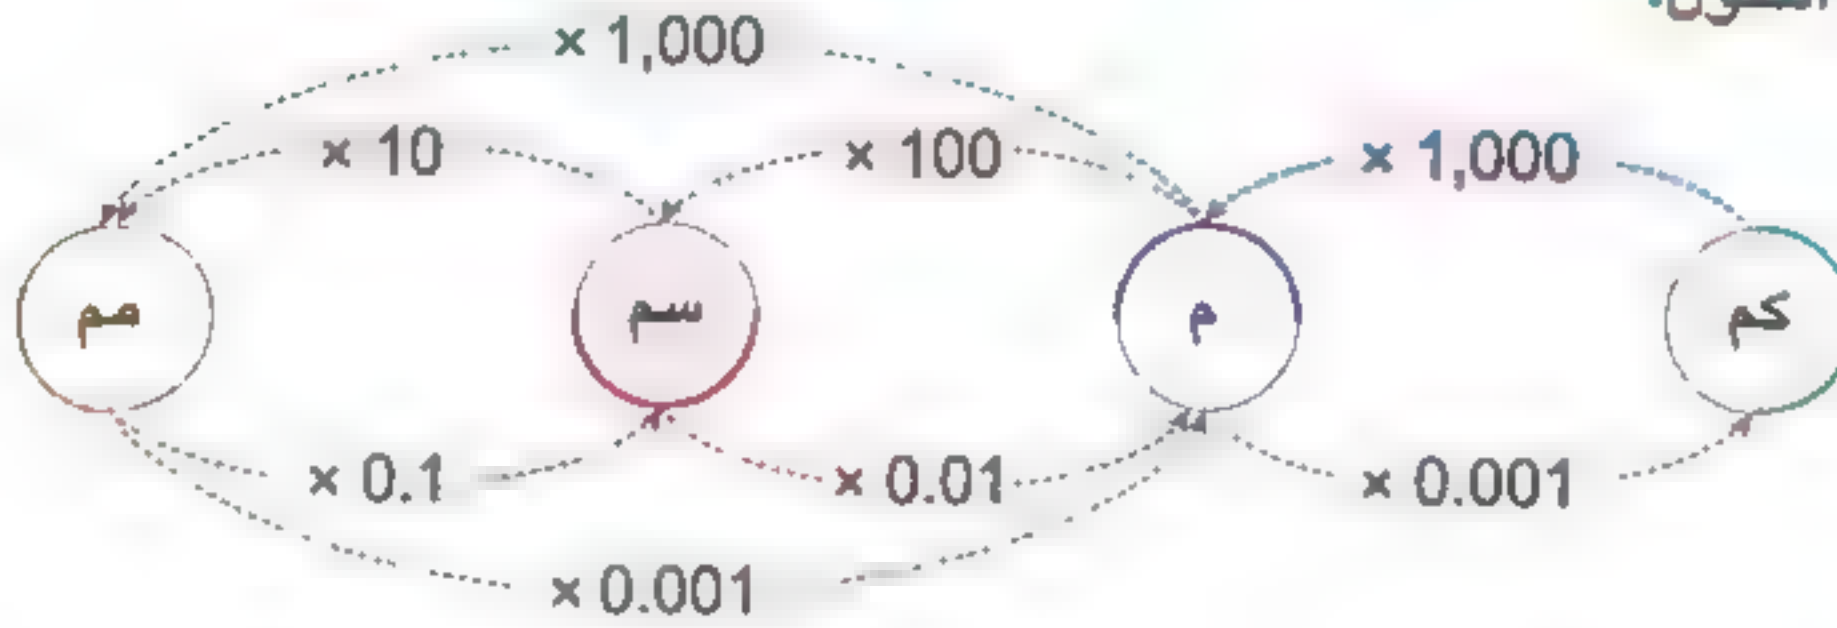 × 1,000
× 10 × 100 × 1,000
مم سم م كم
× 0.1 × 0.01 × 0.001
× 0.001